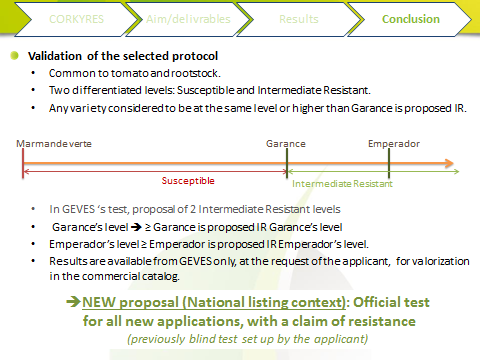 CORKYRES Aim/delivrables Results Conclusion
Validation of the selected protocol
• Common to tomato and rootstock.
• Two differentiated levels: Susceptible and Intermediate Resistant.
• Any variety considered to be at the same level or higher than Garance is proposed IR.
Marmande verte Garance Emperador
Susceptible Intermediate Resistant
• In GEVES 's test, proposal of 2 Intermediate Resistant levels
• Garance's level ➔ ≥ Garance is proposed IR Garance's level
• Emperador's level ≥ Emperador is proposed IR Emperador's level.
• Results are available from GEVES only, at the request of the applicant, for valorization
in the commercial catalog.
➔NEW proposal (National listing context): Official test
for all new applications, with a claim of resistance
(previously blind test set up by the applicant)